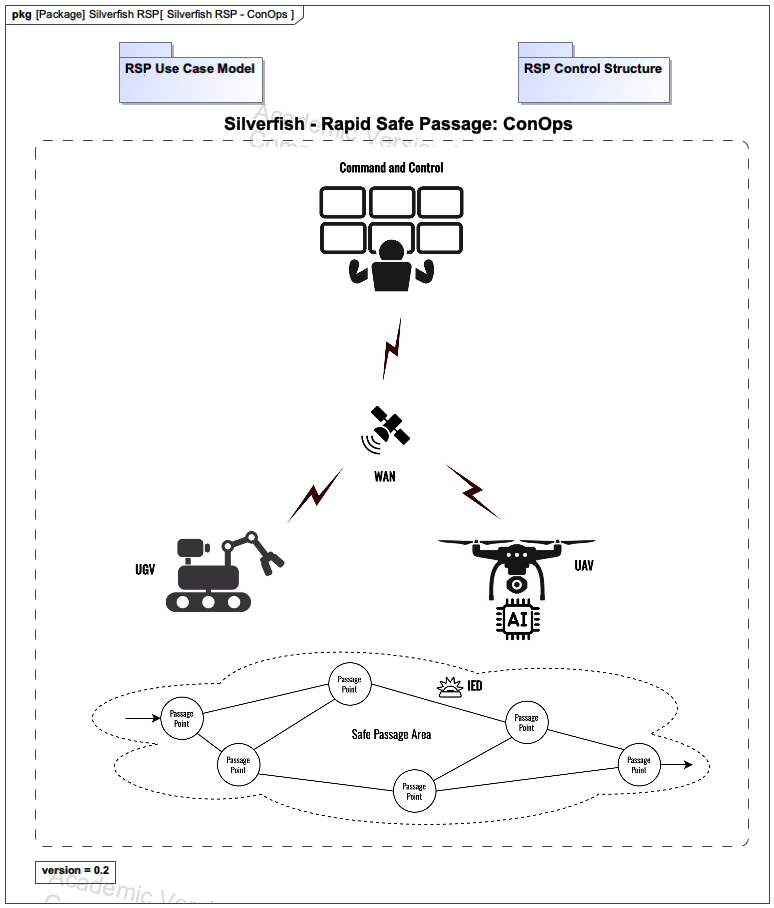 pkg [Package] Silverfish RSP[ Silverfish RSP - ConOps ]
RSP Use Case Model
RSP Control Structure
Academic Version
Silverfish - Rapid Safe Passage: ConOps
Command and Control
WAN
UGV
UAV
AI
IED
Passage
Point
Passage
Point
Passage
Point
Safe Passage Area
Passage
Point
Passage
Point
Passage
Point
version = 0.2
Academic Version